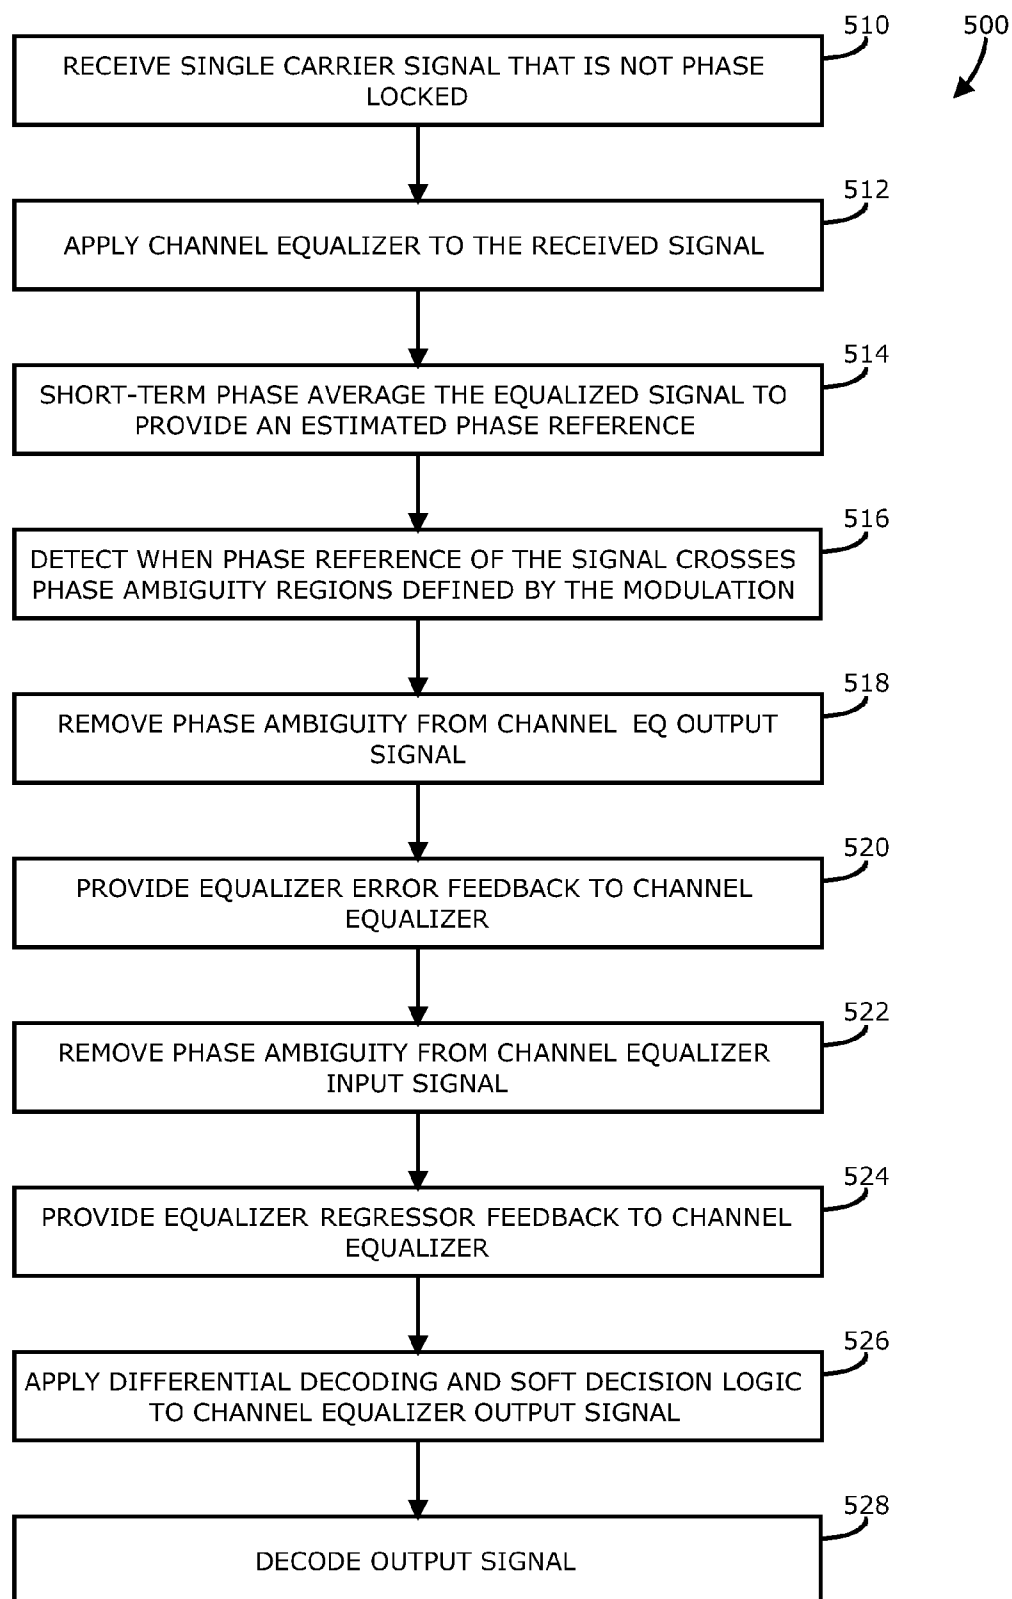 510
500
RECEIVE SINGLE CARRIER SIGNAL THAT IS NOT PHASE
LOCKED
512
APPLY CHANNEL EQUALIZER TO THE RECEIVED SIGNAL
514
SHORT-TERM PHASE AVERAGE THE EQUALIZED SIGNAL TO
PROVIDE AN ESTIMATED PHASE REFERENCE
516
DETECT WHEN PHASE REFERENCE OF THE SIGNAL CROSSES
PHASE AMBIGUITY REGIONS DEFINED BY THE MODULATION
518
REMOVE PHASE AMBIGUITY FROM CHANNEL EQ OUTPUT
SIGNAL
520
PROVIDE EQUALIZER ERROR FEEDBACK TO CHANNEL
EQUALIZER
522
REMOVE PHASE AMBIGUITY FROM CHANNEL EQUALIZER
INPUT SIGNAL
524
PROVIDE EQUALIZER REGRESSOR FEEDBACK TO CHANNEL
EQUALIZER
526
APPLY DIFFERENTIAL DECODING AND SOFT DECISION LOGIC
TO CHANNEL EQUALIZER OUTPUT SIGNAL
528
DECODE OUTPUT SIGNAL